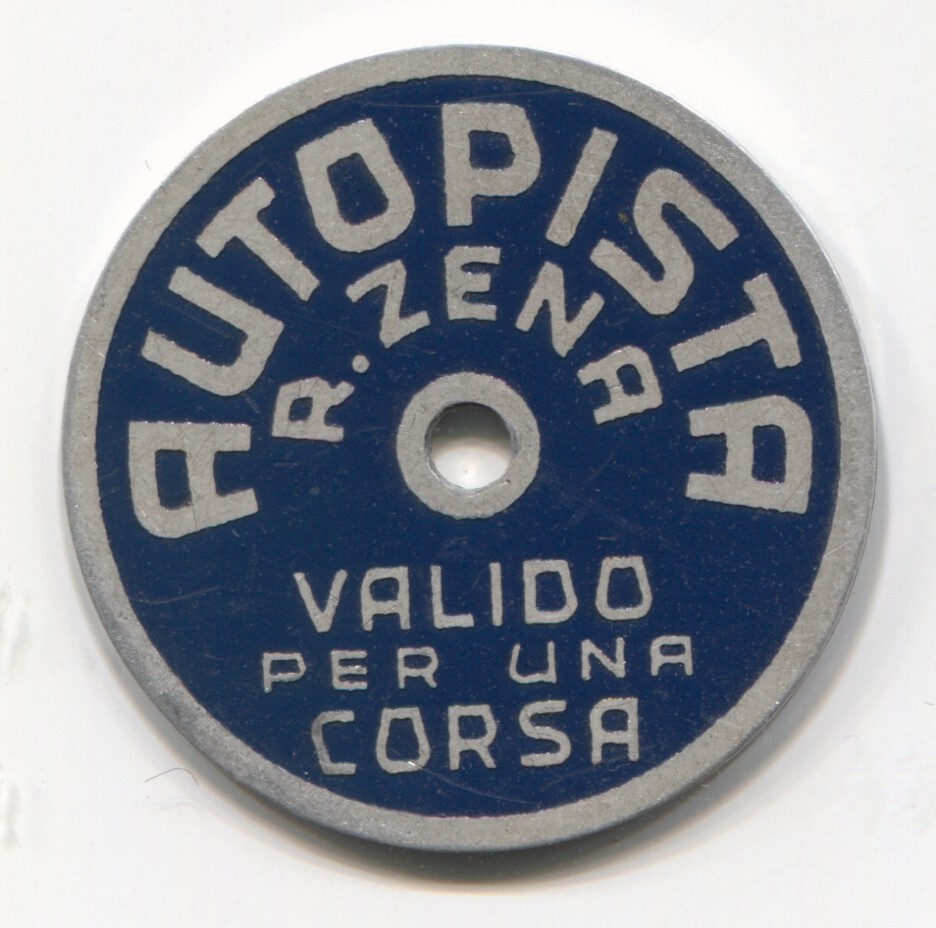 AUTOPISTA
R. ZENA
VALIDO
PER UNA
CORSA